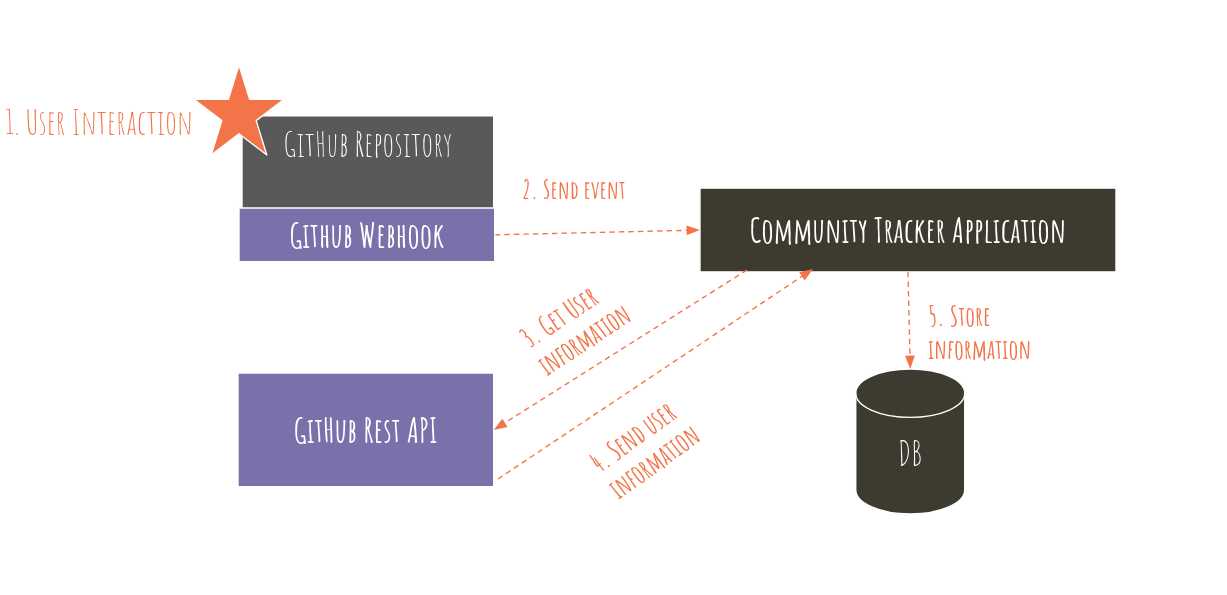 1. User Interaction
GitHub Repository
Github Webhook
2. Send event
Community Tracker Application
3. Get User
information
GitHub Rest API
4. Send user
information
5. Store
information
DB